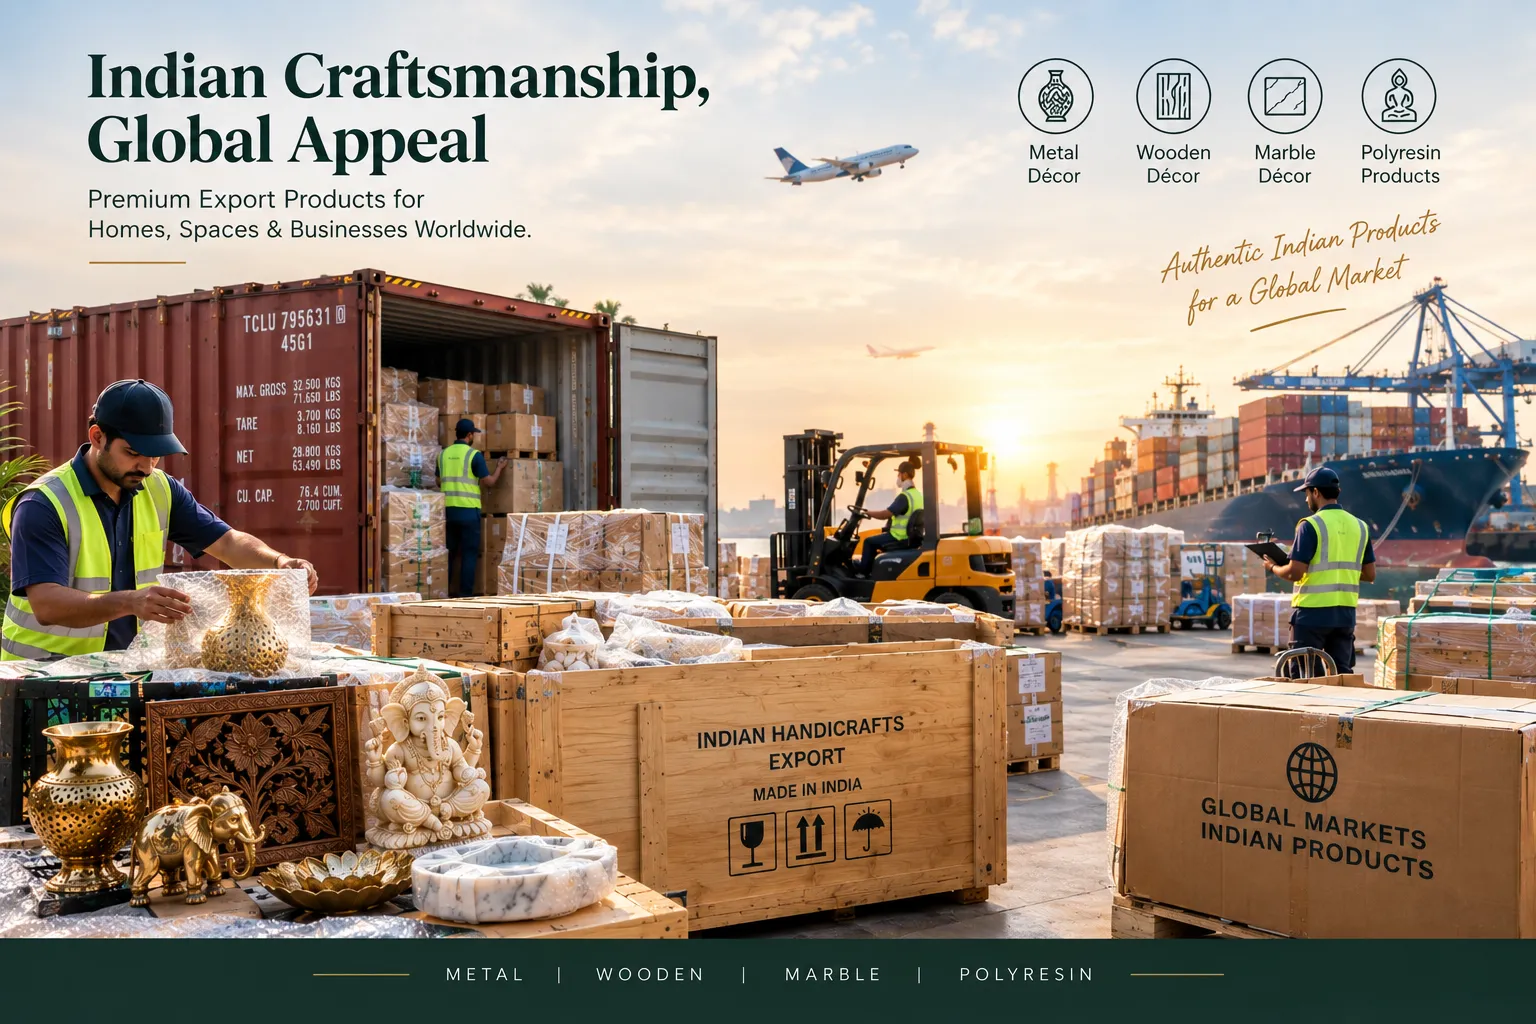 Indian Craftsmanship,
Global Appeal
Premium Export Products for
Homes, Spaces & Businesses Worldwide.
Metal
Décor
Wooden
Décor
Marble
Décor
Polyresin
Products
Authentic Indian Products
for a Global Market
TCLU 795631 0
45G1
MAX. GROSS 32.500 KGS
71.650 LBS
TARE 3.700 KGS
8.160 LBS
NET 28.800 KGS
63.490 LBS
CU. CAP. 76.4 CUM.
2.700 CUFT.
INDIAN HANDICRAFTS
EXPORT
MADE IN INDIA
GLOBAL MARKETS
INDIAN PRODUCTS
METAL | WOODEN | MARBLE | POLYRESIN